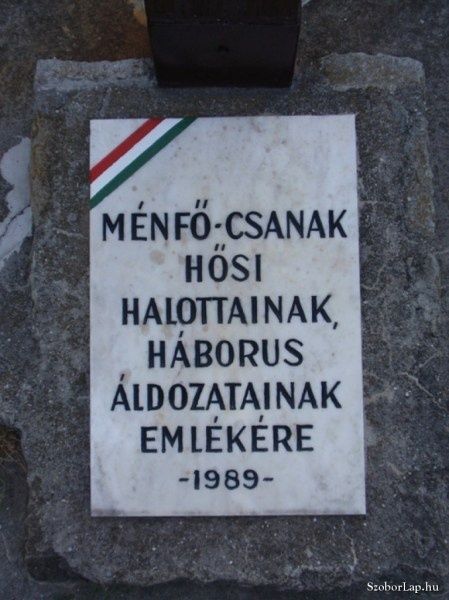 MÉNFŐ-CSANAK
HŐSI
HALOTTAINAK,
HÁBORUS
ÁLDOZATAINAK
EMLÉKÉRE
-1989-
SzoborLap.hu